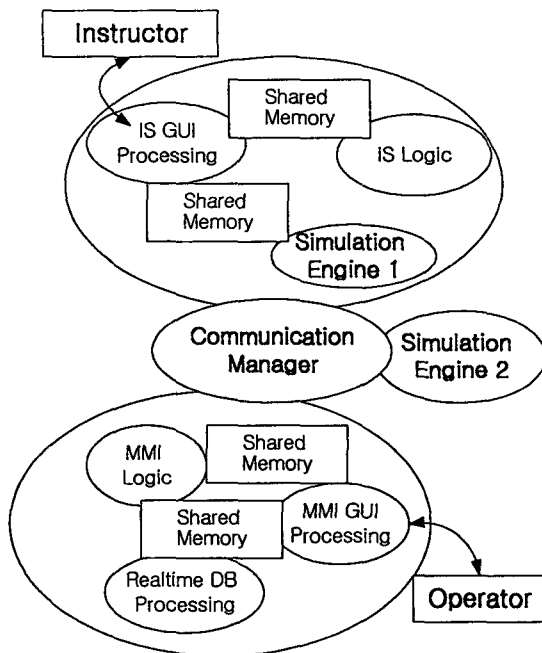 Instructor
Shared
Memory
IS GUI
Processing
IS Logic
Shared
Memory
Simulation
Engine 1
Communication
Manager
Simulation
Engine 2
MMI
Logic
Shared
Memory
Shared
Memory
MMI GUI
Processing
Realtime DB
Processing
Operator